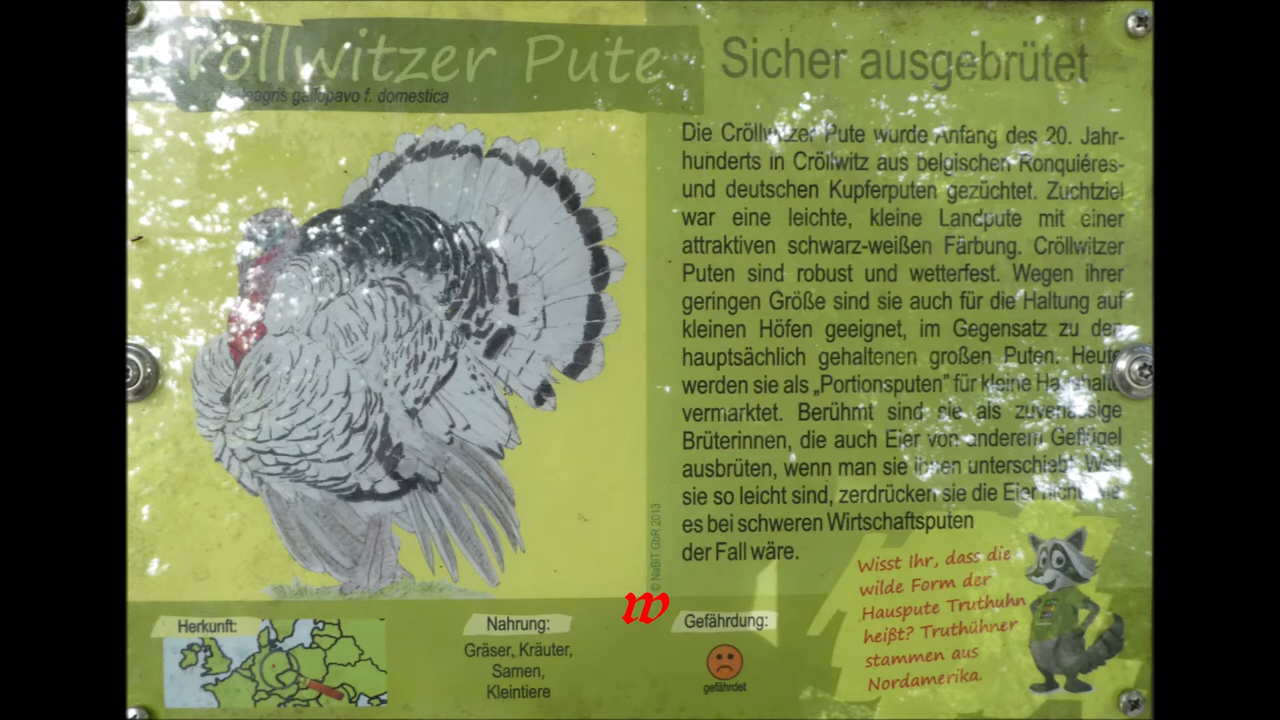 Cröllwitzer Pute
Meleagris gallopavo f. domestica
Sicher ausgebrütet
Die Cröllwitzer Pute wurde Anfang des 20. Jahr-
hunderts in Cröllwitz aus belgischen Ronquiéres-
und deutschen Kupferputen gezüchtet. Zuchtziel
war eine leichte, kleine Landpute mit einer
attraktiven schwarz-weißen Färbung. Cröllwitzer
Puten sind robust und wetterfest. Wegen ihrer
geringen Größe sind sie auch für die Haltung auf
kleinen Höfen geeignet, im Gegensatz zu den
hauptsächlich gehaltenen großen Puten. Heute
werden sie als „Portionsputen" für kleine Haushalte
vermarktet. Berühmt sind sie als zuverlässige
Brüterinnen, die auch Eier von anderem Geflügel
ausbrüten, wenn man sie ihnen unterschiebt. Weil
sie so leicht sind, zerdrücken sie die Eier nicht, wie
es bei schweren Wirtschaftsputen
der Fall wäre.
© NaBIT GbR 2013
w
Herkunft:
Nahrung:
Gräser, Kräuter,
Samen,
Kleintiere
Gefährdung:
gefährdet
Wisst Ihr, dass die
wilde Form der
Hauspute Truthuhn
heißt? Truthühner
stammen aus
Nordamerika.